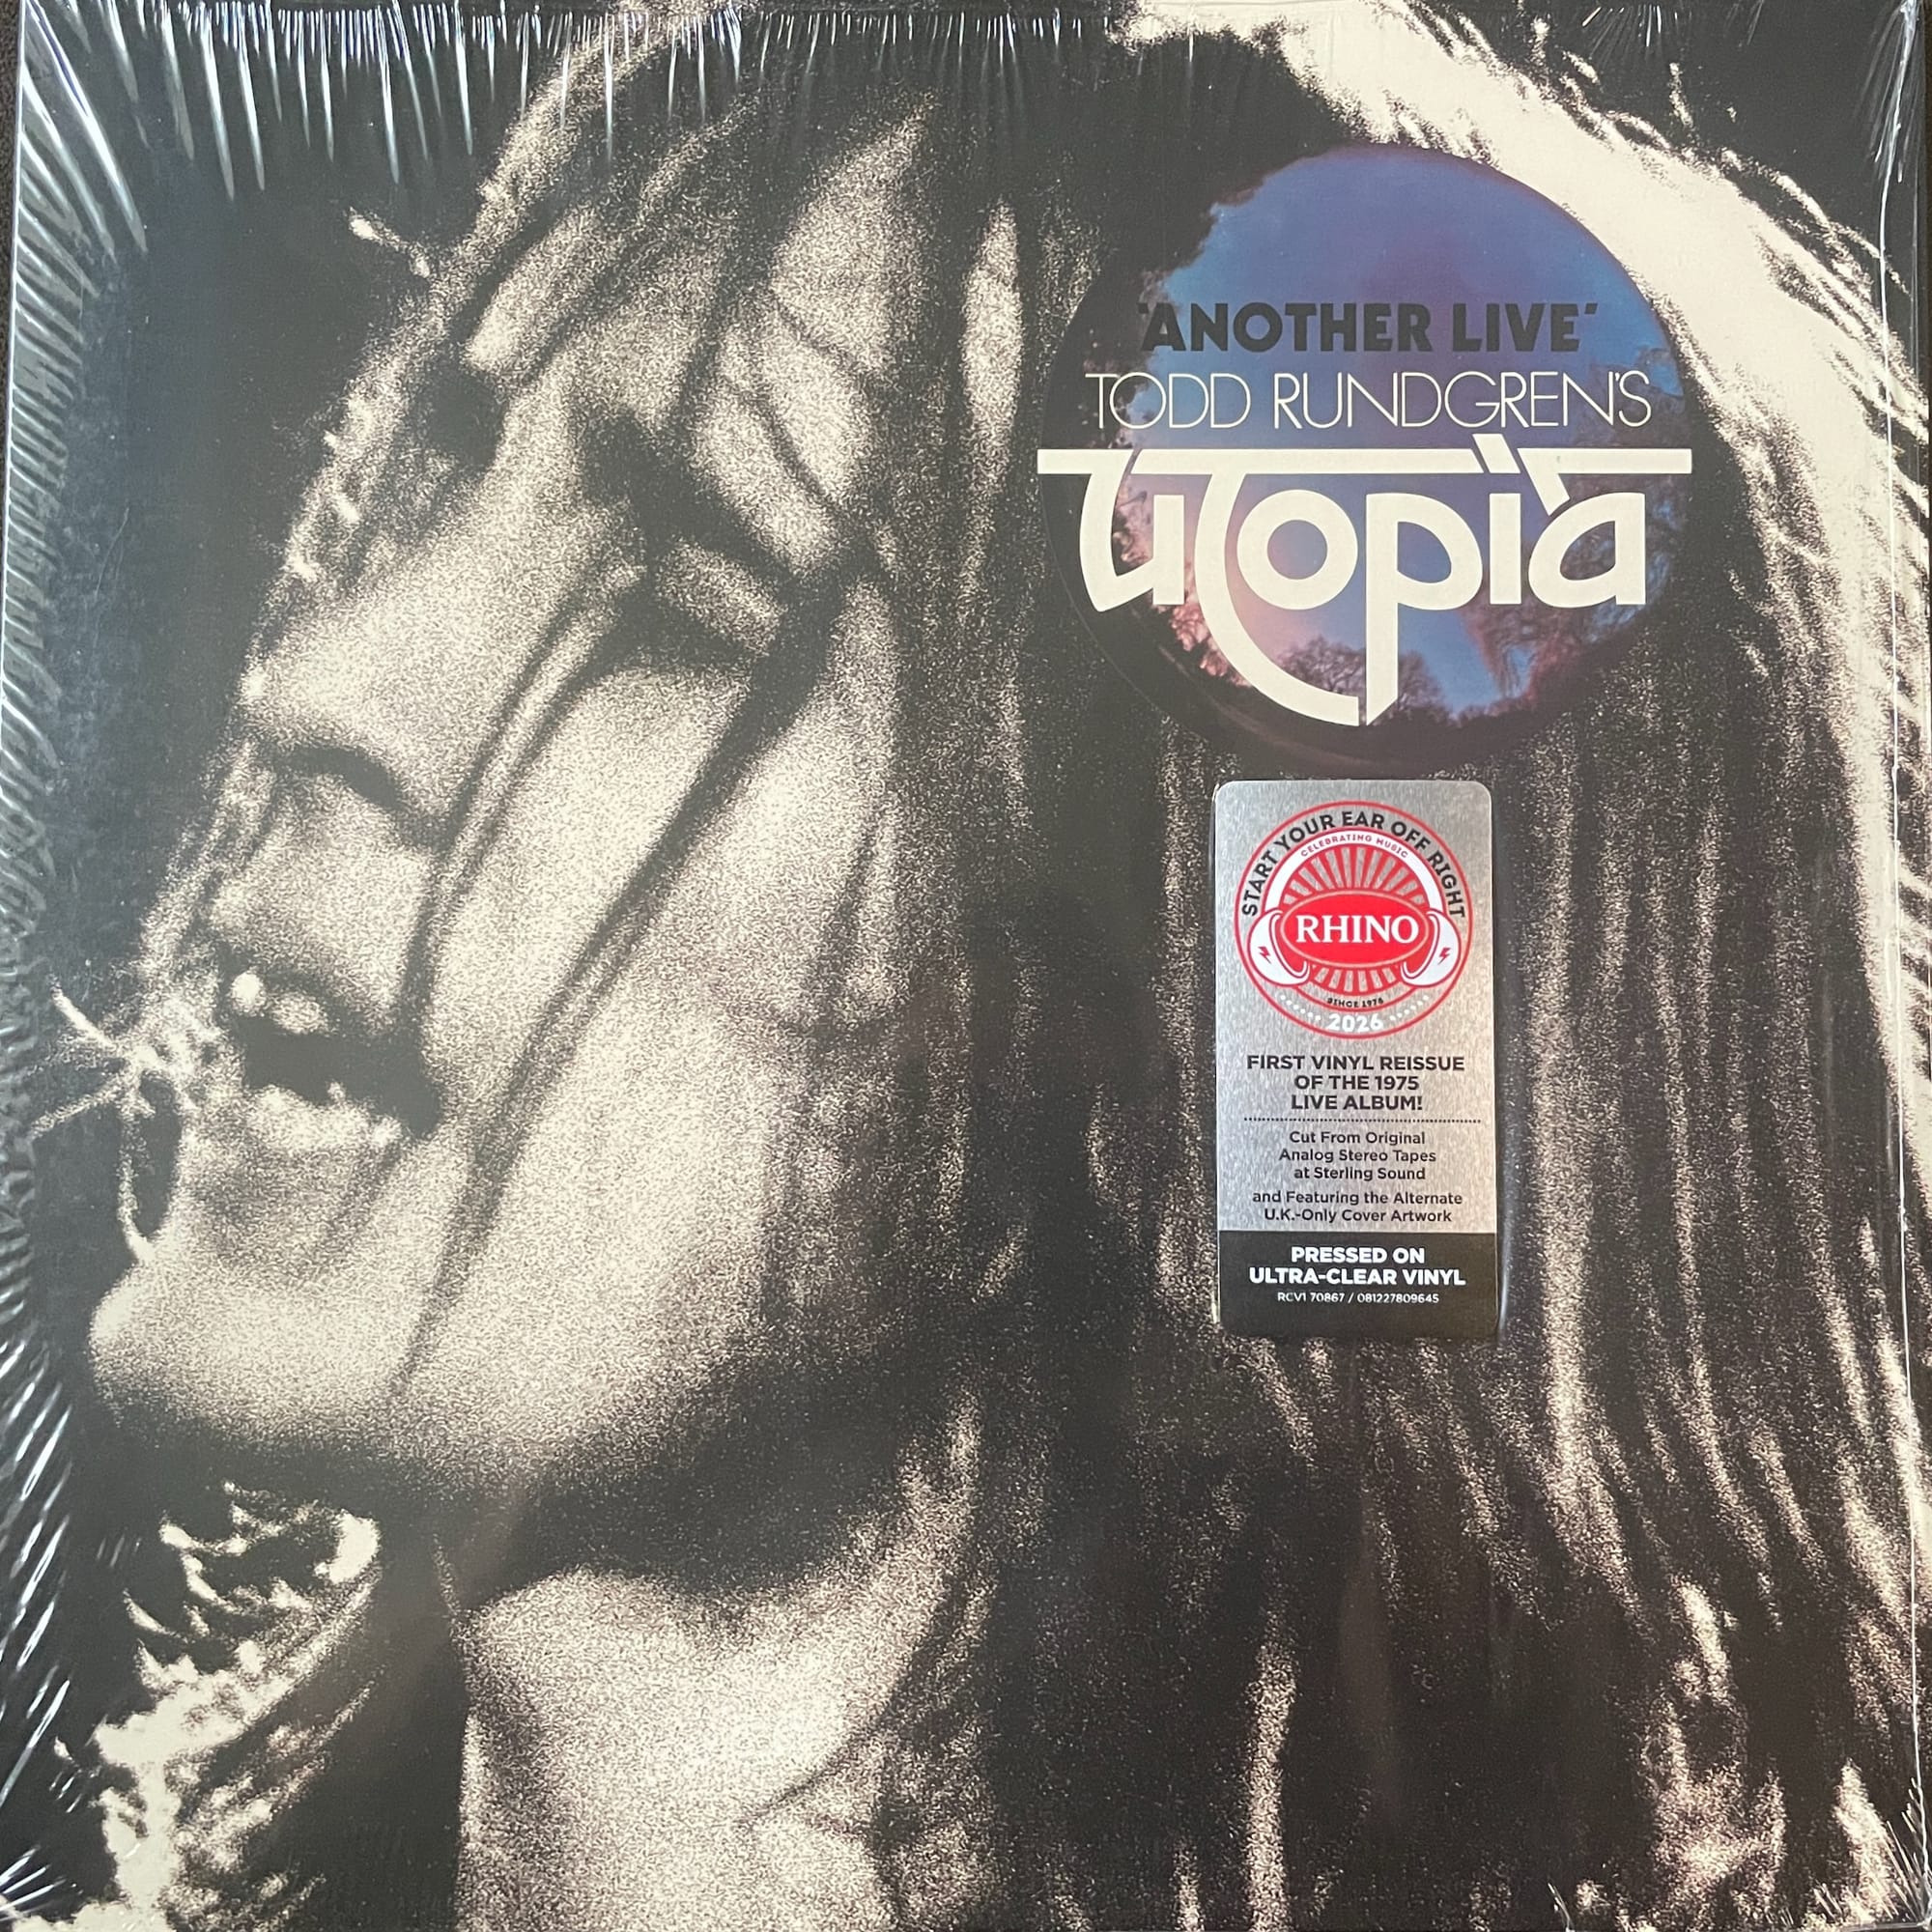 'ANOTHER LIVE'
TODD RUNDGREN'S
utopia
START YOUR EAR OFF RIGHT
CELEBRATING MUSIC
RHINO
SINCE 1978
2026
FIRST VINYL REISSUE
OF THE 1975
LIVE ALBUM!
Cut From Original
Analog Stereo Tapes
at Sterling Sound
and Featuring the Alternate
U.K.-Only Cover Artwork
PRESSED ON
ULTRA-CLEAR VINYL
RCV1 70867 / 081227809645